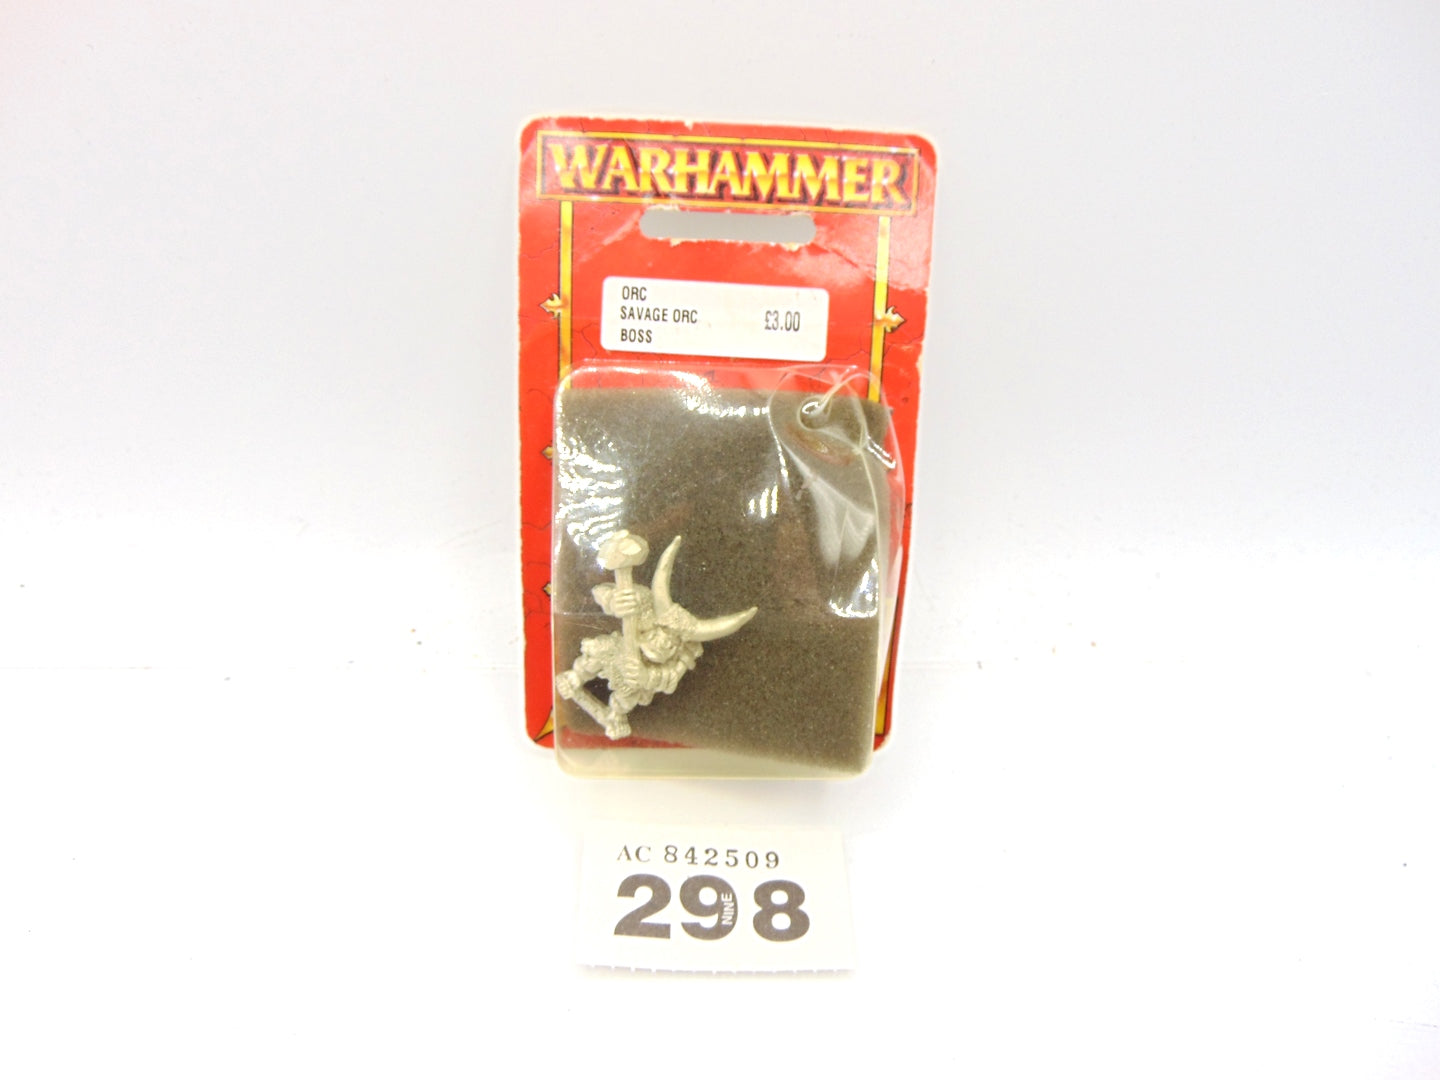 WARHAMMER
ORC
SAVAGE ORC £3.00
BOSS
AC 842509
298
NINE